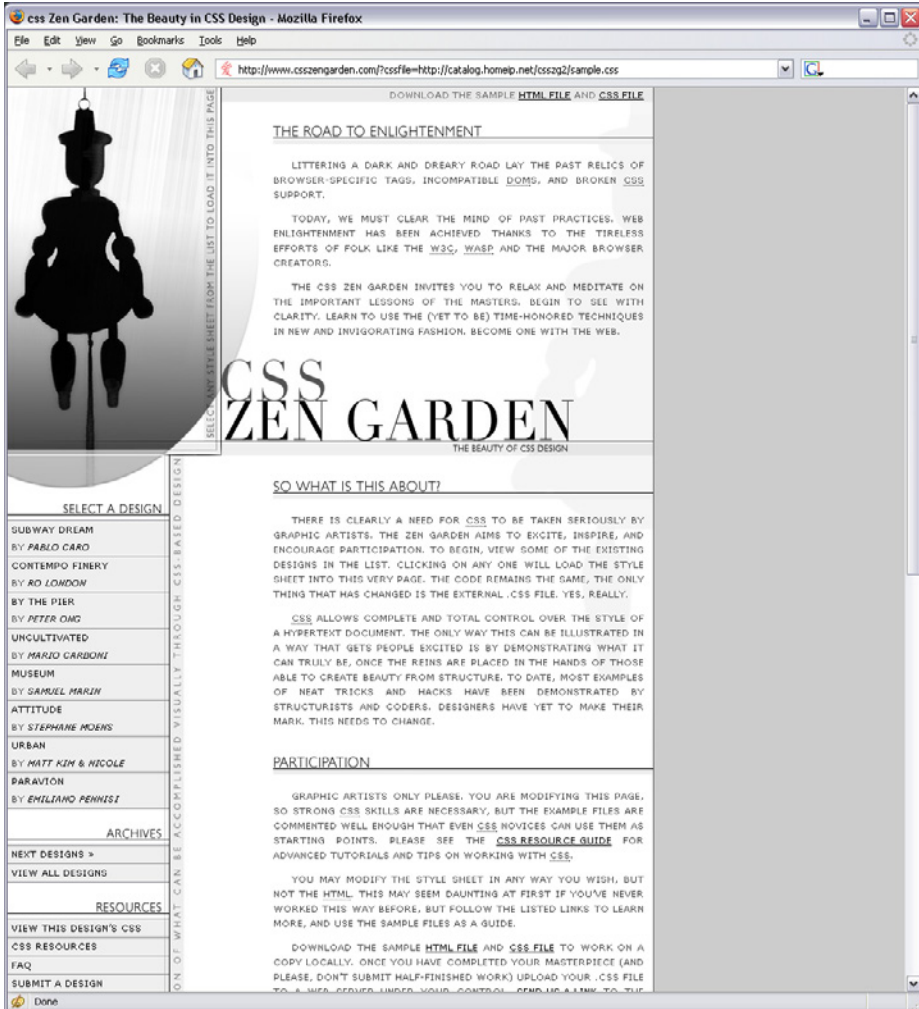 css Zen Garden: The Beauty in CSS Design - Mozilla Firefox
File Edit View Go Bookmarks Tools Help
http://www.csszengarden.com/?cssfile=http://catalog.homeip.net/csszg2/sample.css
G
SELECT ANY STYLE SHEET FROM THE LIST TO LOAD IT INTO THIS PAGE
DOWNLOAD THE SAMPLE HTML FILE AND CSS FILE
THE ROAD TO ENLIGHTENMENT
LITTERING A DARK AND DREARY ROAD LAY THE PAST RELICS OF
BROWSER-SPECIFIC TAGS, INCOMPATIBLE DOMS, AND BROKEN CSS
SUPPORT.
TODAY, WE MUST CLEAR THE MIND OF PAST PRACTICES. WEB
ENLIGHTENMENT HAS BEEN ACHIEVED THANKS TO THE TIRELESS
EFFORTS OF FOLK LIKE THE W3C, WASP AND THE MAJOR BROWSER
CREATORS.
THE CSS ZEN GARDEN INVITES YOU TO RELAX AND MEDITATE ON
THE IMPORTANT LESSONS OF THE MASTERS. BEGIN TO SEE WITH
CLARITY. LEARN TO USE THE (YET TO BE) TIME-HONORED TECHNIQUES
IN NEW AND INVIGORATING FASHION. BECOME ONE WITH THE WEB.
CSS
ZEN GARDEN
THE BEAUTY OF CSS DESIGN
SELECT A DESIGN
SUBWAY DREAM
BY PABLO CARO
CONTEMPO FINERY
BY RO LONDON
BY THE PIER
BY PETER ONG
UNCULTIVATED
BY MARIO CARBONI
MUSEUM
BY SAMUEL MARIN
ATTITUDE
BY STEPHANE MOENS
URBAN
BY MATT KIM & NICOLE
PARAVION
BY EMILIANO PENNISI
ARCHIVES
NEXT DESIGNS »
VIEW ALL DESIGNS
RESOURCES
VIEW THIS DESIGN'S CSS
CSS RESOURCES
FAQ
SUBMIT A DESIGN
ON OF WHAT CAN BE ACCOMPLISHED VISUALLY THROUGH CSS-BASED DESIGN
SO WHAT IS THIS ABOUT?
THERE IS CLEARLY A NEED FOR CSS TO BE TAKEN SERIOUSLY BY
GRAPHIC ARTISTS. THE ZEN GARDEN AIMS TO EXCITE, INSPIRE, AND
ENCOURAGE PARTICIPATION. TO BEGIN, VIEW SOME OF THE EXISTING
DESIGNS IN THE LIST. CLICKING ON ANY ONE WILL LOAD THE STYLE
SHEET INTO THIS VERY PAGE. THE CODE REMAINS THE SAME, THE ONLY
THING THAT HAS CHANGED IS THE EXTERNAL .CSS FILE. YES, REALLY.
CSS ALLOWS COMPLETE AND TOTAL CONTROL OVER THE STYLE OF
A HYPERTEXT DOCUMENT. THE ONLY WAY THIS CAN BE ILLUSTRATED IN
A WAY THAT GETS PEOPLE EXCITED IS BY DEMONSTRATING WHAT IT
CAN TRULY BE, ONCE THE REINS ARE PLACED IN THE HANDS OF THOSE
ABLE TO CREATE BEAUTY FROM STRUCTURE. TO DATE, MOST EXAMPLES
OF NEAT TRICKS AND HACKS HAVE BEEN DEMONSTRATED BY
STRUCTURISTS AND CODERS. DESIGNERS HAVE YET TO MAKE THEIR
MARK. THIS NEEDS TO CHANGE.
PARTICIPATION
GRAPHIC ARTISTS ONLY PLEASE. YOU ARE MODIFYING THIS PAGE,
SO STRONG CSS SKILLS ARE NECESSARY, BUT THE EXAMPLE FILES ARE
COMMENTED WELL ENOUGH THAT EVEN CSS NOVICES CAN USE THEM AS
STARTING POINTS. PLEASE SEE THE CSS RESOURCE GUIDE FOR
ADVANCED TUTORIALS AND TIPS ON WORKING WITH CSS.
YOU MAY MODIFY THE STYLE SHEET IN ANY WAY YOU WISH, BUT
NOT THE HTML. THIS MAY SEEM DAUNTING AT FIRST IF YOU'VE NEVER
WORKED THIS WAY BEFORE, BUT FOLLOW THE LISTED LINKS TO LEARN
MORE, AND USE THE SAMPLE FILES AS A GUIDE.
DOWNLOAD THE SAMPLE HTML FILE AND CSS FILE TO WORK ON A
COPY LOCALLY. ONCE YOU HAVE COMPLETED YOUR MASTERPIECE (AND
PLEASE, DON'T SUBMIT HALF-FINISHED WORK) UPLOAD YOUR .CSS FILE
TO A WEB SERVER UNDER YOUR CONTROL. SEND US A LINK TO THE
Done